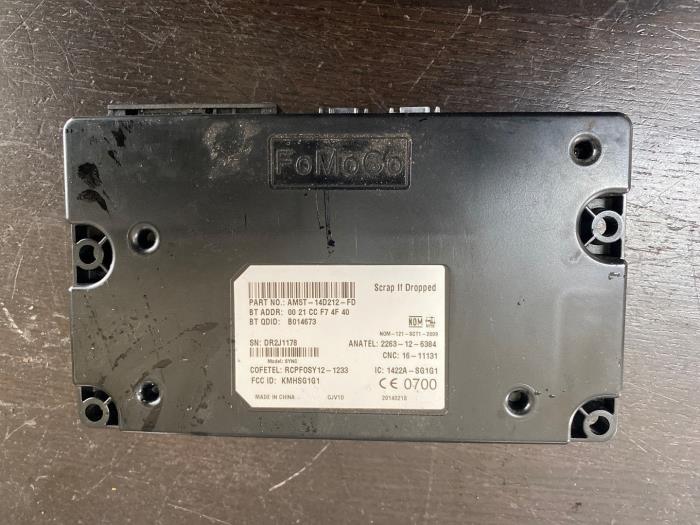 FoMoCo
Scrap If Dropped
PART NO.: AM5T-14D212-FD
BT ADDR: 00 21 CC F7 4F 40
BT QDID: B014673
NOM
NOM-121-SCT1-2009
SN: DR2J1178
ANATEL: 2263-12-6384
Model: SYNC
CNC: 16-11131
COFETEL: RCPFOSY12-1233
IC: 1422A-SG1G1
FCC ID: KMHSG1G1
CE 0700
MADE IN CHINA GJV10 20140218